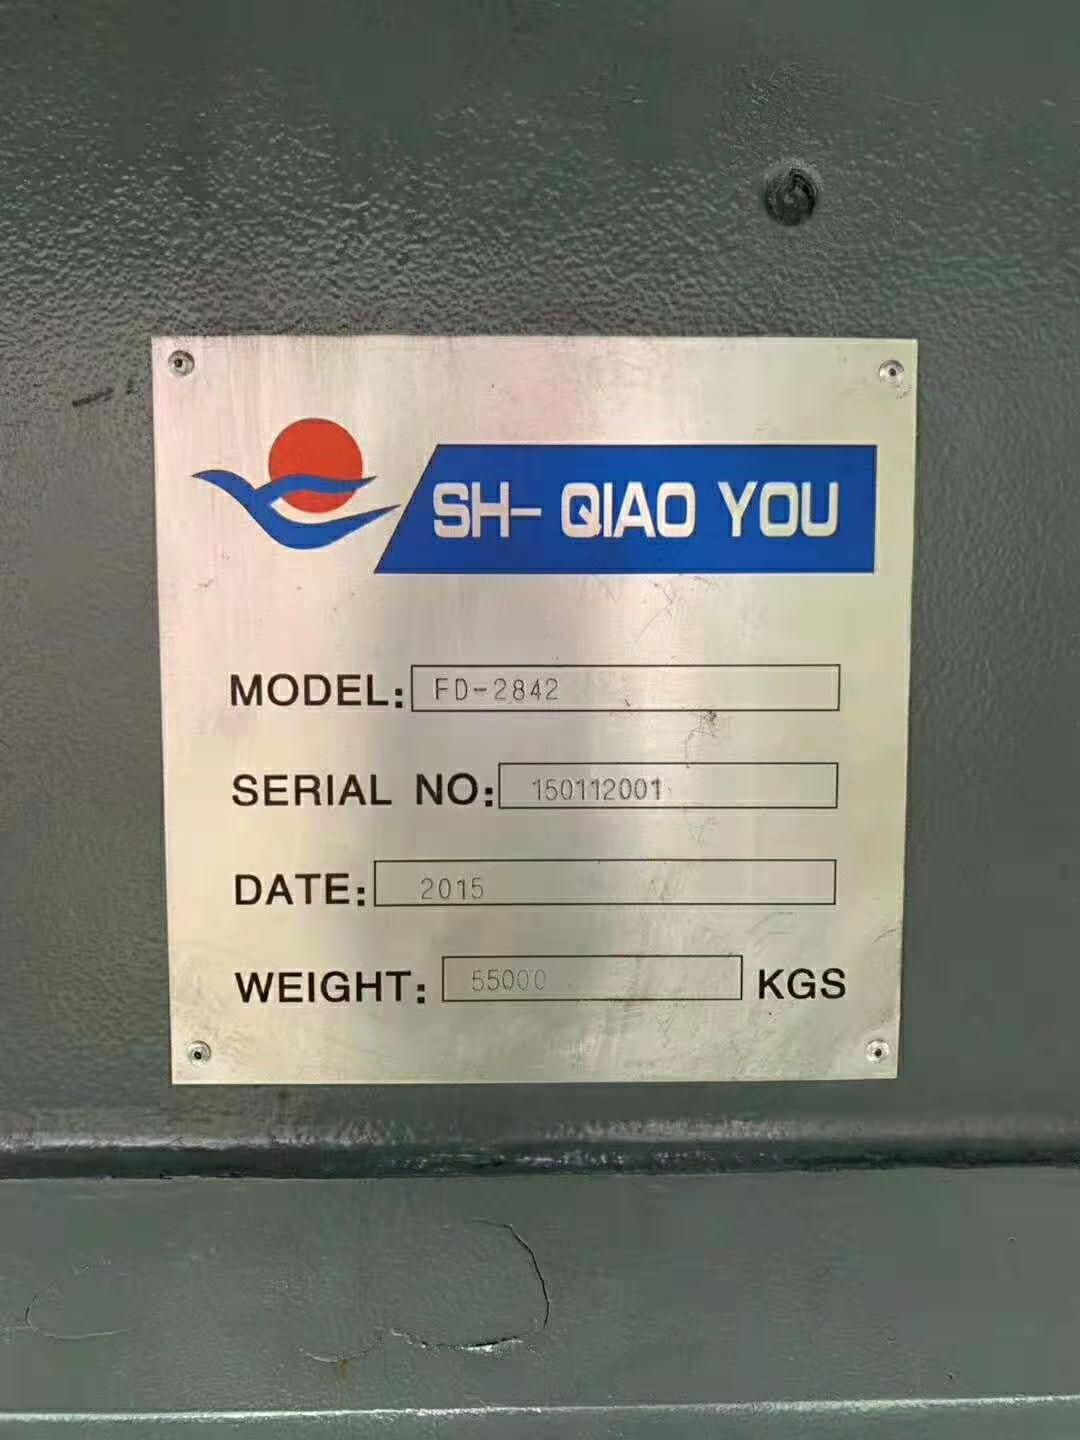 SH- QIAO YOU
MODEL: FD-2842
SERIAL NO: 150112001
DATE: 2015
WEIGHT: 55000 KGS